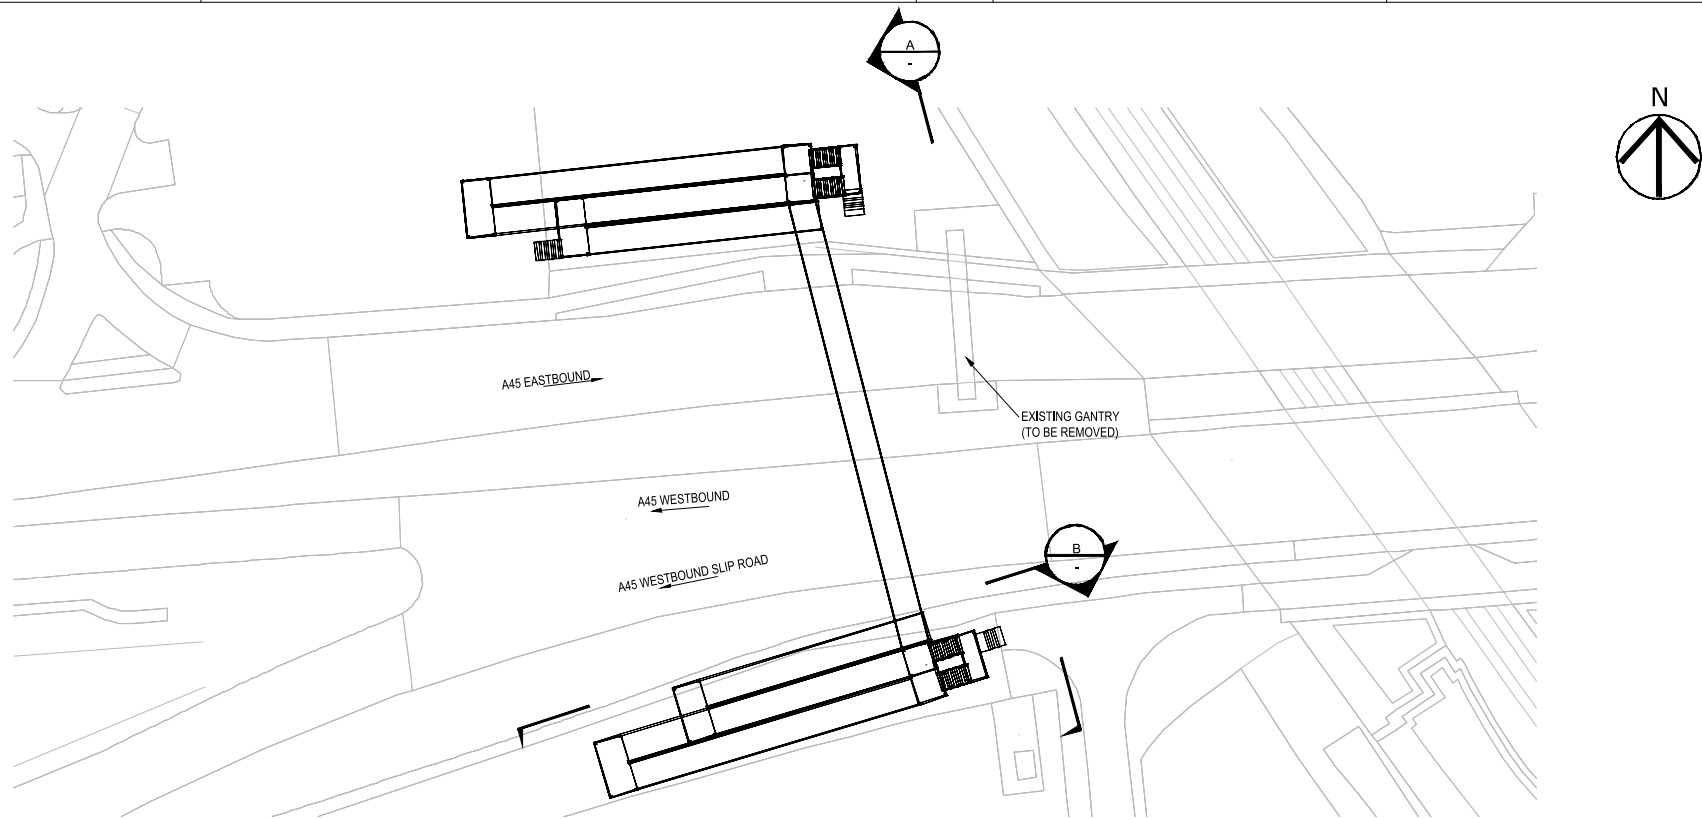 A
-
N
A45 EASTBOUND
EXISTING GANTRY
(TO BE REMOVED)
A45 WESTBOUND
B
-
A45 WESTBOUND SLIP ROAD